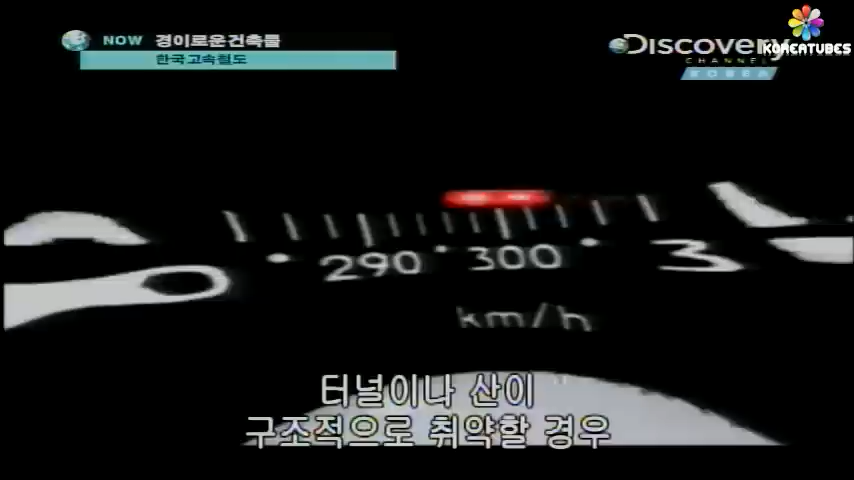 NOW 경이로운건축물
한국고속철도
Discovery
CHANNEL
KOREA
KOREATUBES
290 300 3
km/h
터널이나 산이
구조적으로 취약할 경우